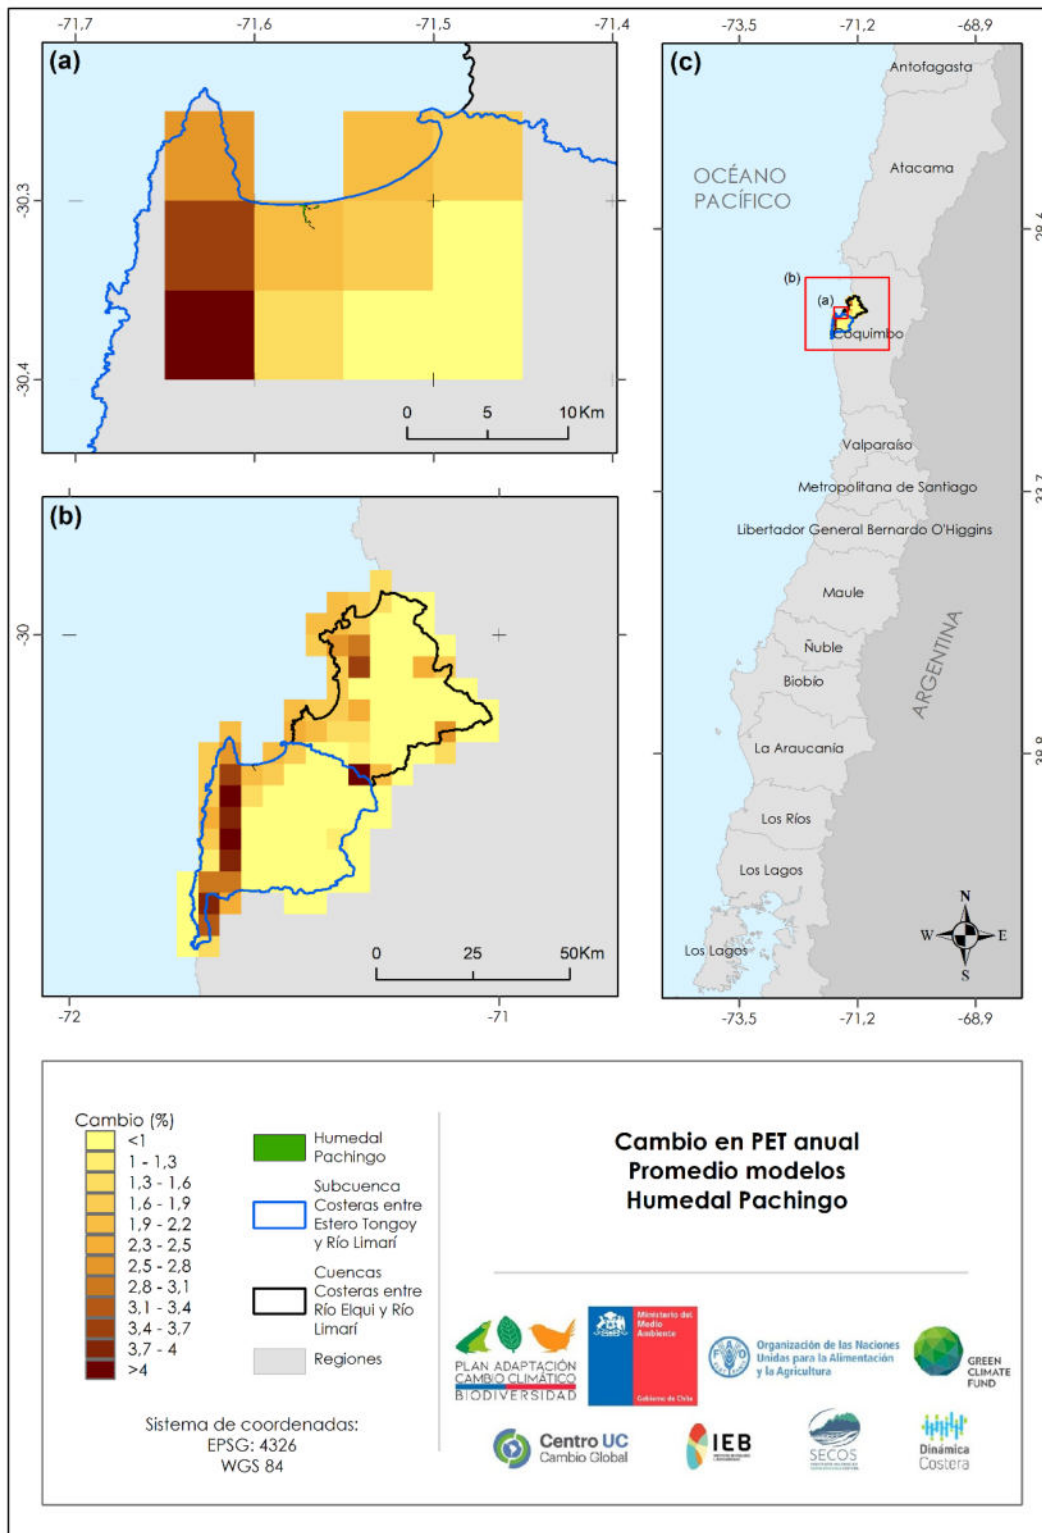 -71,7
-71,6
-71,5
-71,4
(a)
-30,3
-30,4
0
5
10 Km
(b)
-30
0
25
50Km
-72
-71
-73,5
-71,2
-68,9
(c)
Antofagasta
Atacama
OCÉANO
PACÍFICO
(b)
(a)
Coquimbo
Valparaíso
Metropolitana de Santiago
Libertador General Bernardo O'Higgins
Maule
Ñuble
Biobío
ARGENTINA
La Araucanía
Los Ríos
Los Lagos
Los Lagos
N
W
E
S
-73,5
-71,2
-68,9
Cambio (%)
<1
1 - 1,3
1,3 - 1,6
1,6 - 1,9
1,9 - 2,2
2,3 - 2,5
2,5 - 2,8
2,8 - 3,1
3,1 - 3,4
3,4 - 3,7
3,7 - 4
>4
Humedal
Pachingo
Subcuenca
Costeras entre
Estero Tongoy
y Río Limarí
Cuencas
Costeras entre
Río Elqui y Río
Limarí
Regiones
Sistema de coordenadas:
EPSG: 4326
WGS 84
Cambio en PET anual
Promedio modelos
Humedal Pachingo
PLAN ADAPTACIÓN
CAMBIO CLIMÁTICO
BIODIVERSIDAD
Ministerio del
Medio
Ambiente
Gobierno de Chile
FAO
Organización de las Naciones
Unidas para la Alimentación
y la Agricultura
GREEN
CLIMATE
FUND
Centro UC
Cambio Global
IEB
SECOS
Dinámica
Costera